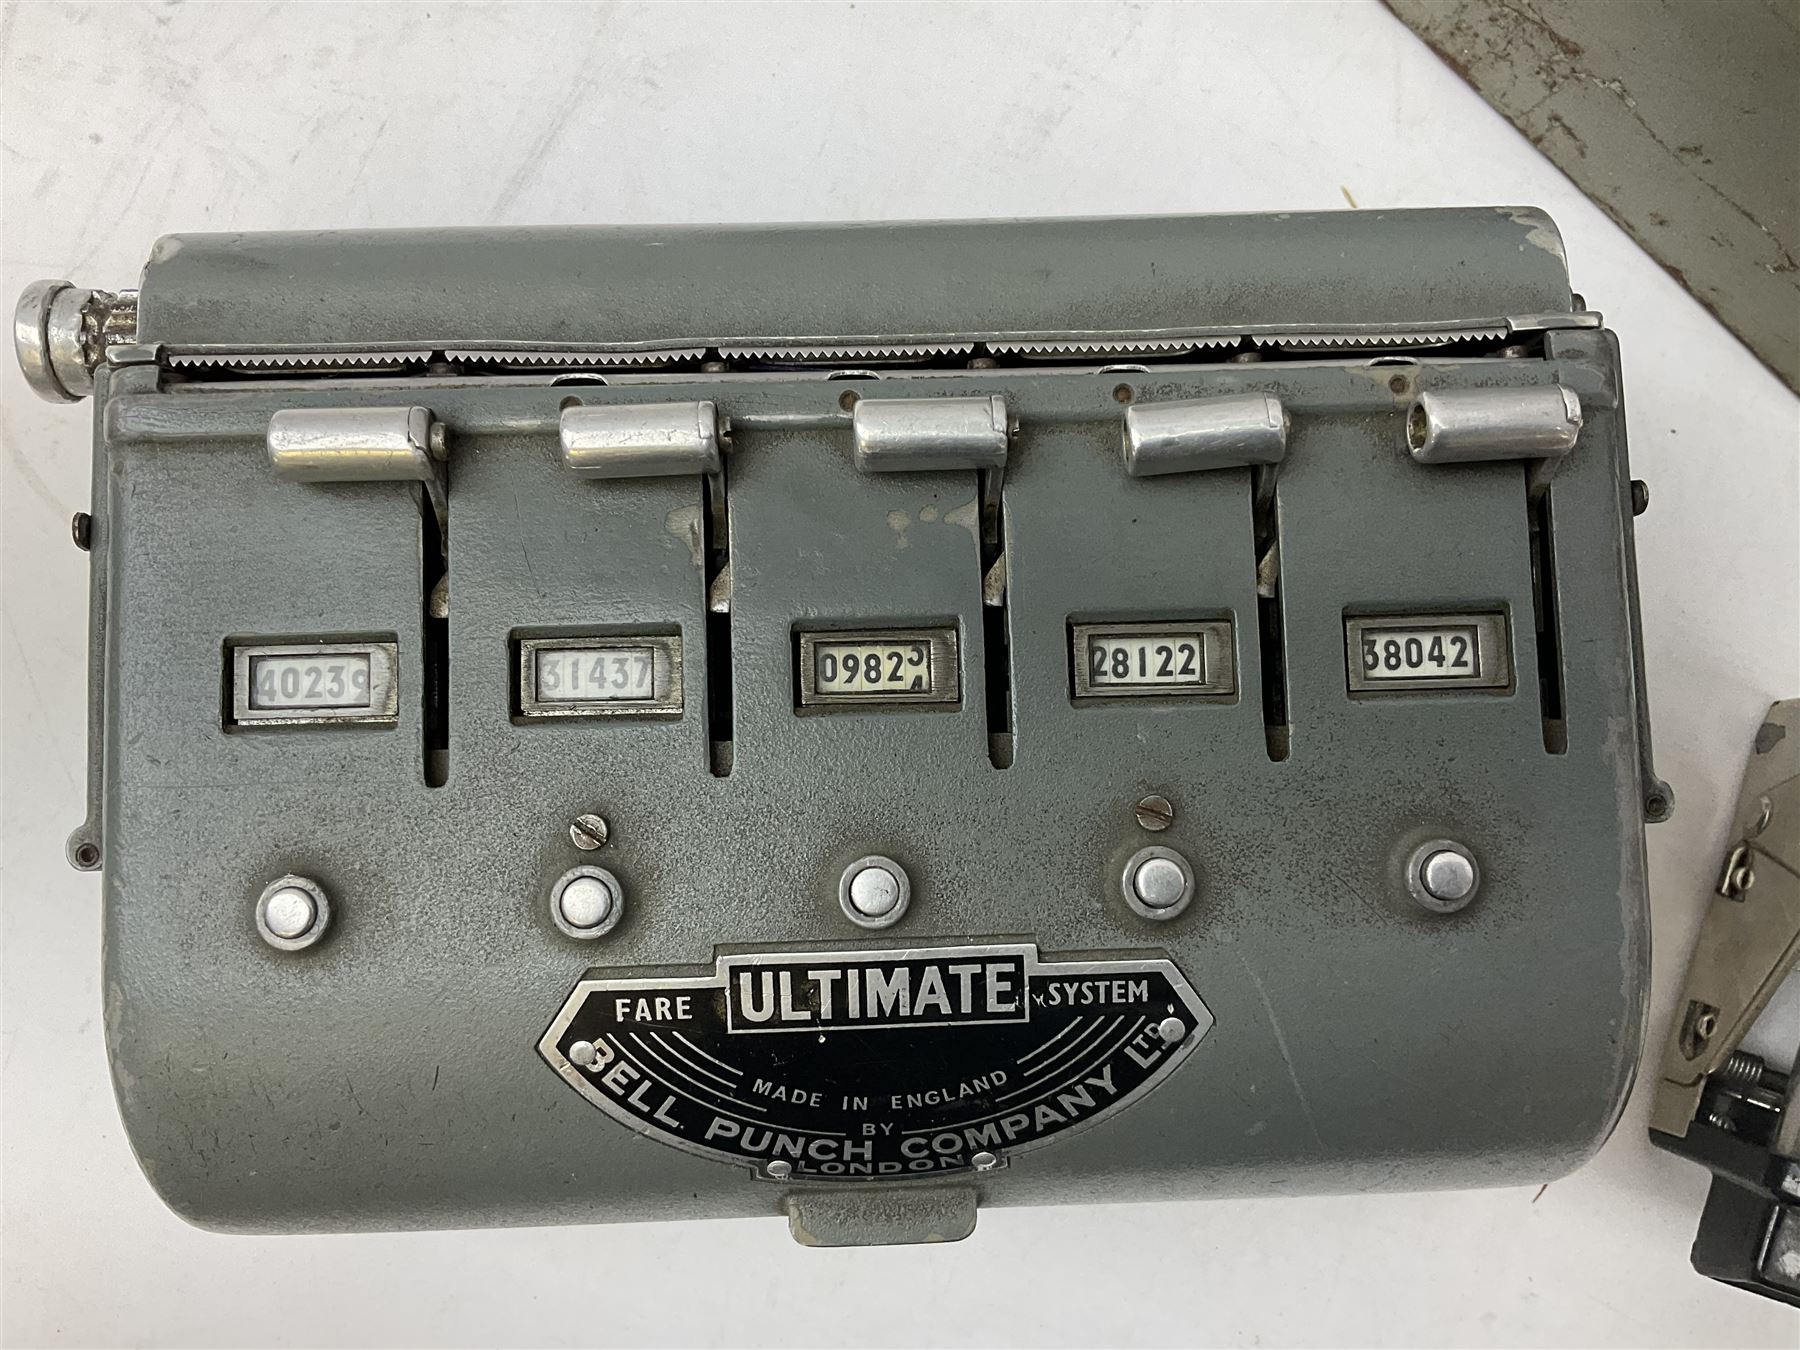 40239
31437
0982
28122
38042
FARE ULTIMATE SYSTEM
MADE IN ENGLAND
BY
BELL PUNCH COMPANY LTD
LONDON